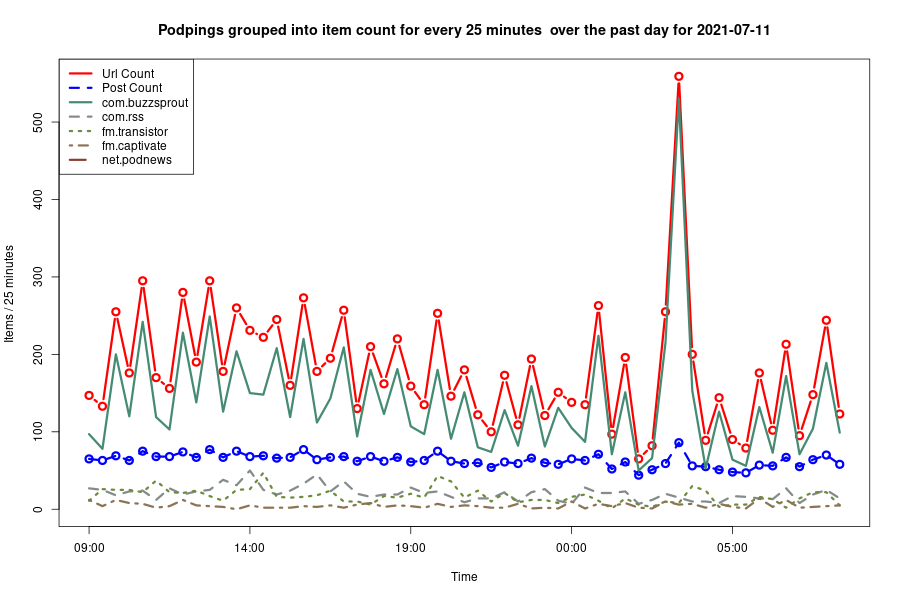 Podpings grouped into item count for every 25 minutes  over the past day for 2021-07-11
Url Count
Post Count
com.buzzsprout
com.rss
fm.transistor
fm.captivate
net.podnews
500
400
300
200
100
0
Items / 25 minutes
09:00 14:00 19:00 00:00 05:00
Time